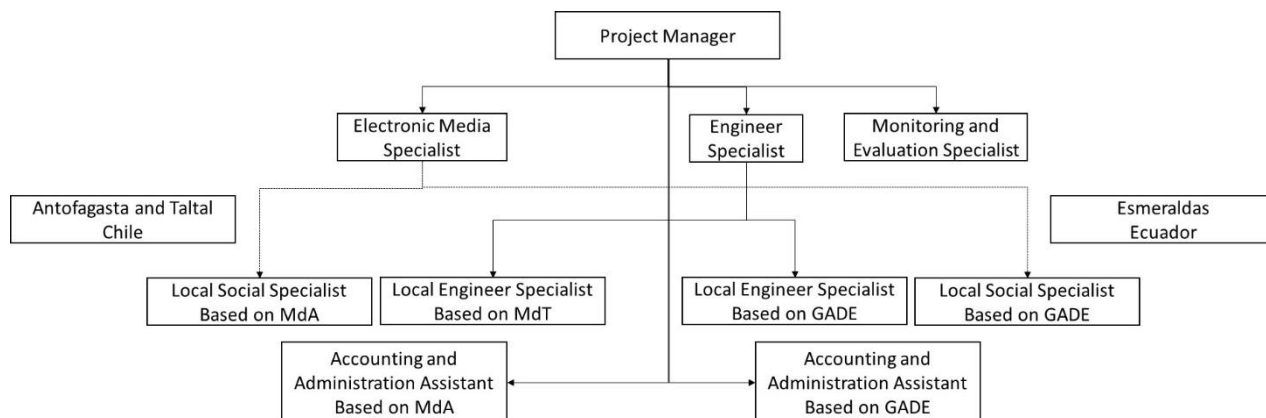 Project Manager
Electronic Media
Specialist
Engineer
Specialist
Monitoring and
Evaluation Specialist
Antofagasta and Taltal
Chile
Esmeraldas
Ecuador
Local Social Specialist
Based on MdA
Local Engineer Specialist
Based on MdT
Local Engineer Specialist
Based on GADE
Local Social Specialist
Based on GADE
Accounting and
Administration Assistant
Based on MdA
Accounting and
Administration Assistant
Based on GADE